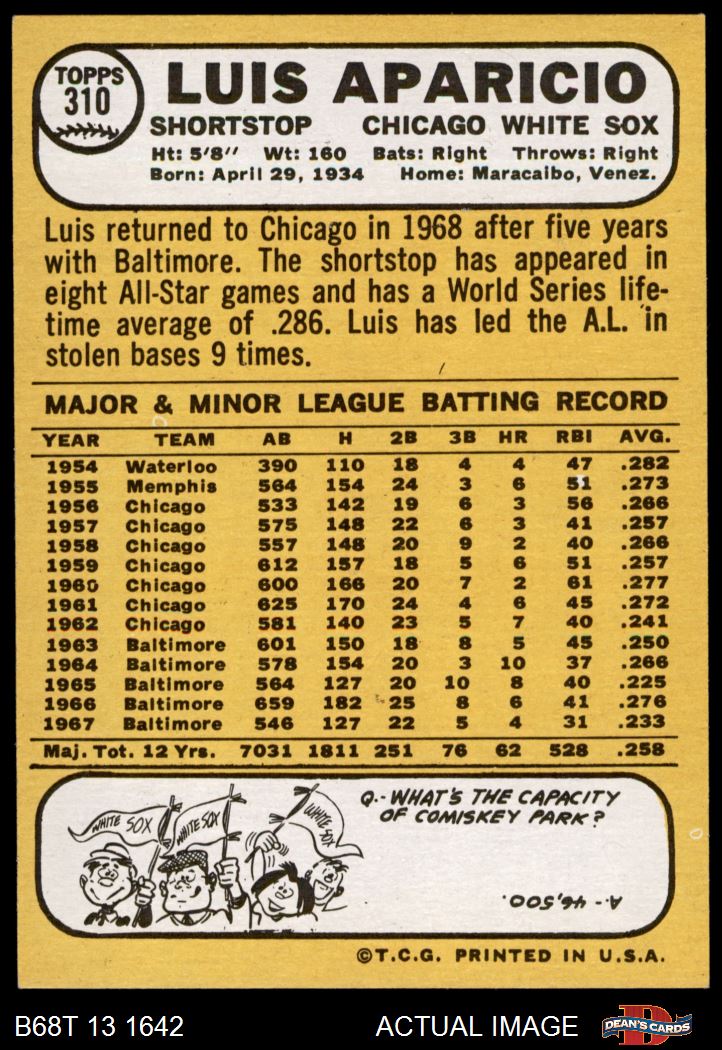 TOPPS
310
LUIS APARICIO
SHORTSTOP CHICAGO WHITE SOX
Ht: 5'8" Wt: 160 Bats: Right Throws: Right
Born: April 29, 1934 Home: Maracaibo, Venez.
Luis returned to Chicago in 1968 after five years
with Baltimore. The shortstop has appeared in
eight All-Star games and has a World Series life-
time average of .286. Luis has led the A.L. in
stolen bases 9 times.
MAJOR & MINOR LEAGUE BATTING RECORD
YEAR TEAM AB H 2B 3B HR RBI AVG.
1954 Waterloo 390 110 18 4 4 47 .282
1955 Memphis 564 154 24 3 6 51 .273
1956 Chicago 533 142 19 6 3 56 .266
1957 Chicago 575 148 22 6 3 41 .257
1958 Chicago 557 148 20 9 2 40 .266
1959 Chicago 612 157 18 5 6 51 .257
1960 Chicago 600 166 20 7 2 61 .277
1961 Chicago 625 170 24 4 6 45 .272
1962 Chicago 581 140 23 5 7 40 .241
1963 Baltimore 601 150 18 8 5 45 .250
1964 Baltimore 578 154 20 3 10 37 .266
1965 Baltimore 564 127 20 10 8 40 .225
1966 Baltimore 659 182 25 8 6 41 .276
1967 Baltimore 546 127 22 5 4 31 .233
Maj. Tot. 12 Yrs. 7031 1811 251 76 62 528 .258
WHITE SOX
WHITE SOX
WHITE SOX
Q.- WHAT'S THE CAPACITY
OF COMISKEY PARK?
A.- 46,500.
©T.C.G. PRINTED IN U.S.A.
B68T 13 1642 ACTUAL IMAGE
DEAN'S CARDS